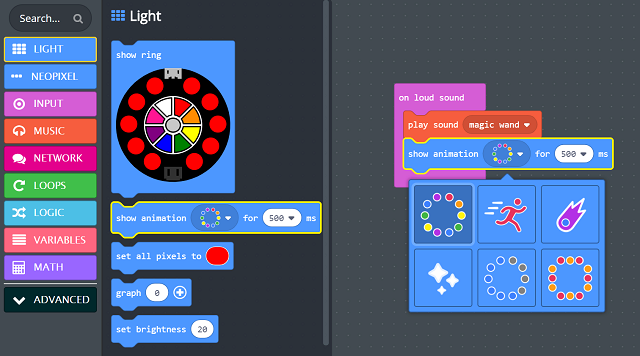 Search...
LIGHT
NEOPIXEL
INPUT
MUSIC
NETWORK
LOOPS
LOGIC
VARIABLES
MATH
ADVANCED
Light
show ring
show animation for 500 ms
set all pixels to
graph 0
set brightness 20
on loud sound
play sound magic wand
show animation for 500 ms